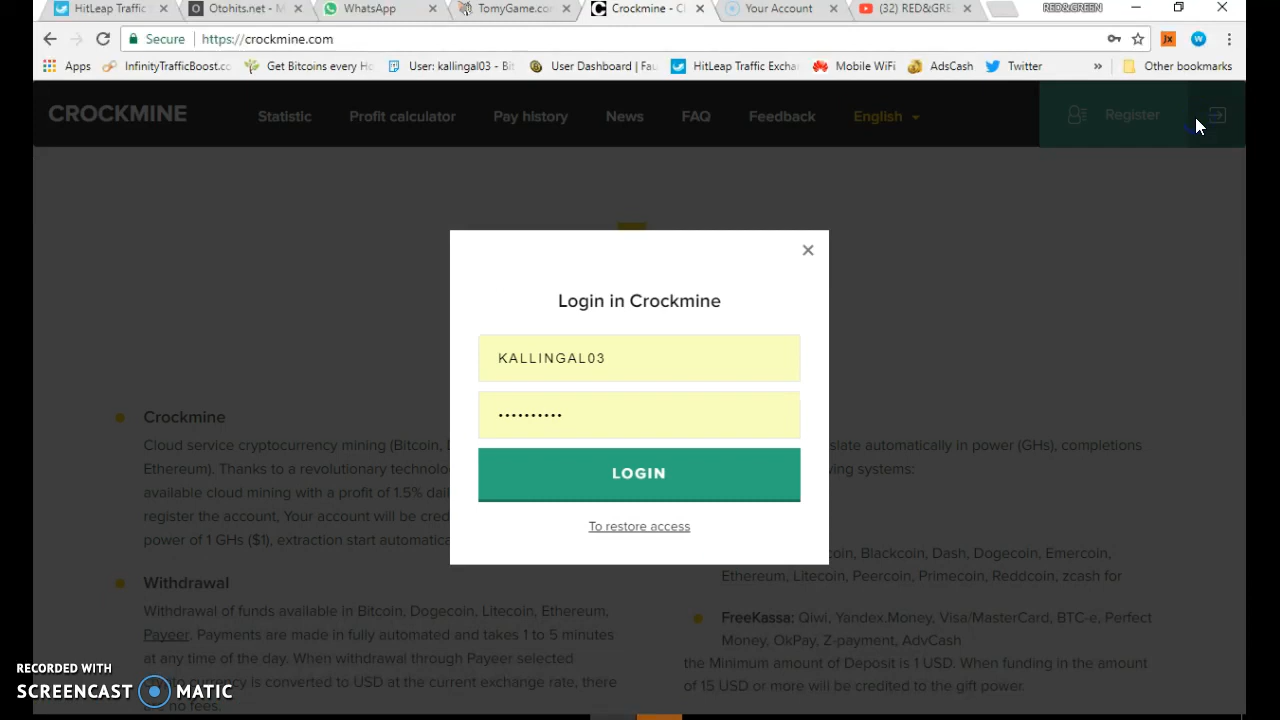 HitLeap Traffic
Otohits.net - M
WhatsApp
TomyGame.co
Crockmine - Cl
Your Account
(32) RED&GRE
RED&GREEN
Secure
https://crockmine.com
Jx
W
Apps
InfinityTrafficBoost.cc
Get Bitcoins every Ho
User: kallingal03 - Bit
User Dashboard | Fau
HitLeap Traffic Excha
Mobile WiFi
AdsCash
Twitter
»
Other bookmarks
CROCKMINE
Statistic
Profit calculator
Pay history
News
FAQ
Feedback
English
Register
Login in Crockmine
KALLINGAL03
••••••••••
LOGIN
To restore access
Crockmine
Cloud service cryptocurrency mining (Bitcoin,
Ethereum). Thanks to a revolutionary technolo
available cloud mining with a profit of 1.5% dail
register the account, Your account will be cred
power of 1 GHs ($1), extraction start automatica
Withdrawal
Withdrawal of funds available in Bitcoin, Dogecoin, Litecoin, Ethereum,
Payeer. Payments are made in fully automated and takes 1 to 5 minutes
at any time of the day. When withdrawal through Payeer selected
crypto currency is converted to USD at the current exchange rate, there
are no fees.
slate automatically in power (GHs), completions
wing systems:
coin, Blackcoin, Dash, Dogecoin, Emercoin,
Ethereum, Litecoin, Peercoin, Primecoin, Reddcoin, zcash for
FreeKassa: Qiwi, Yandex.Money, Visa/MasterCard, BTC-e, Perfect
Money, OkPay, Z-payment, AdvCash
the Minimum amount of Deposit is 1 USD. When funding in the amount
of 15 USD or more will be credited to the gift power.
RECORDED WITH
SCREENCAST MATIC